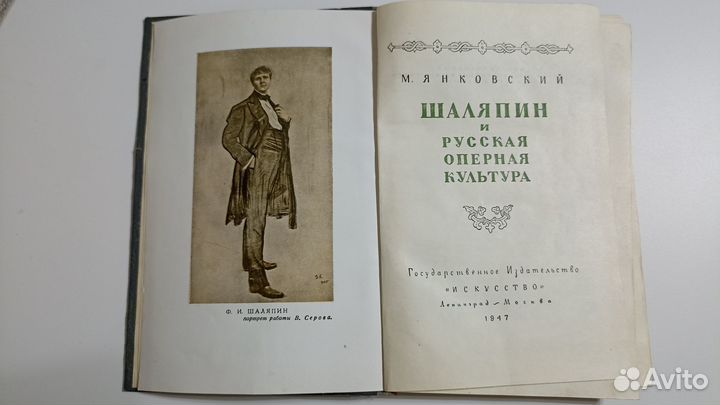 Ф. И. ШАЛЯПИН
портрет работы В. Серова.
М. ЯНКОВСКИЙ
ШАЛЯПИН
И
РУССКАЯ
ОПЕРНАЯ
КУЛЬТУРА
Государственное Издательство
„ИСКУССТВО“
Ленинград — Москва
1947
Avito